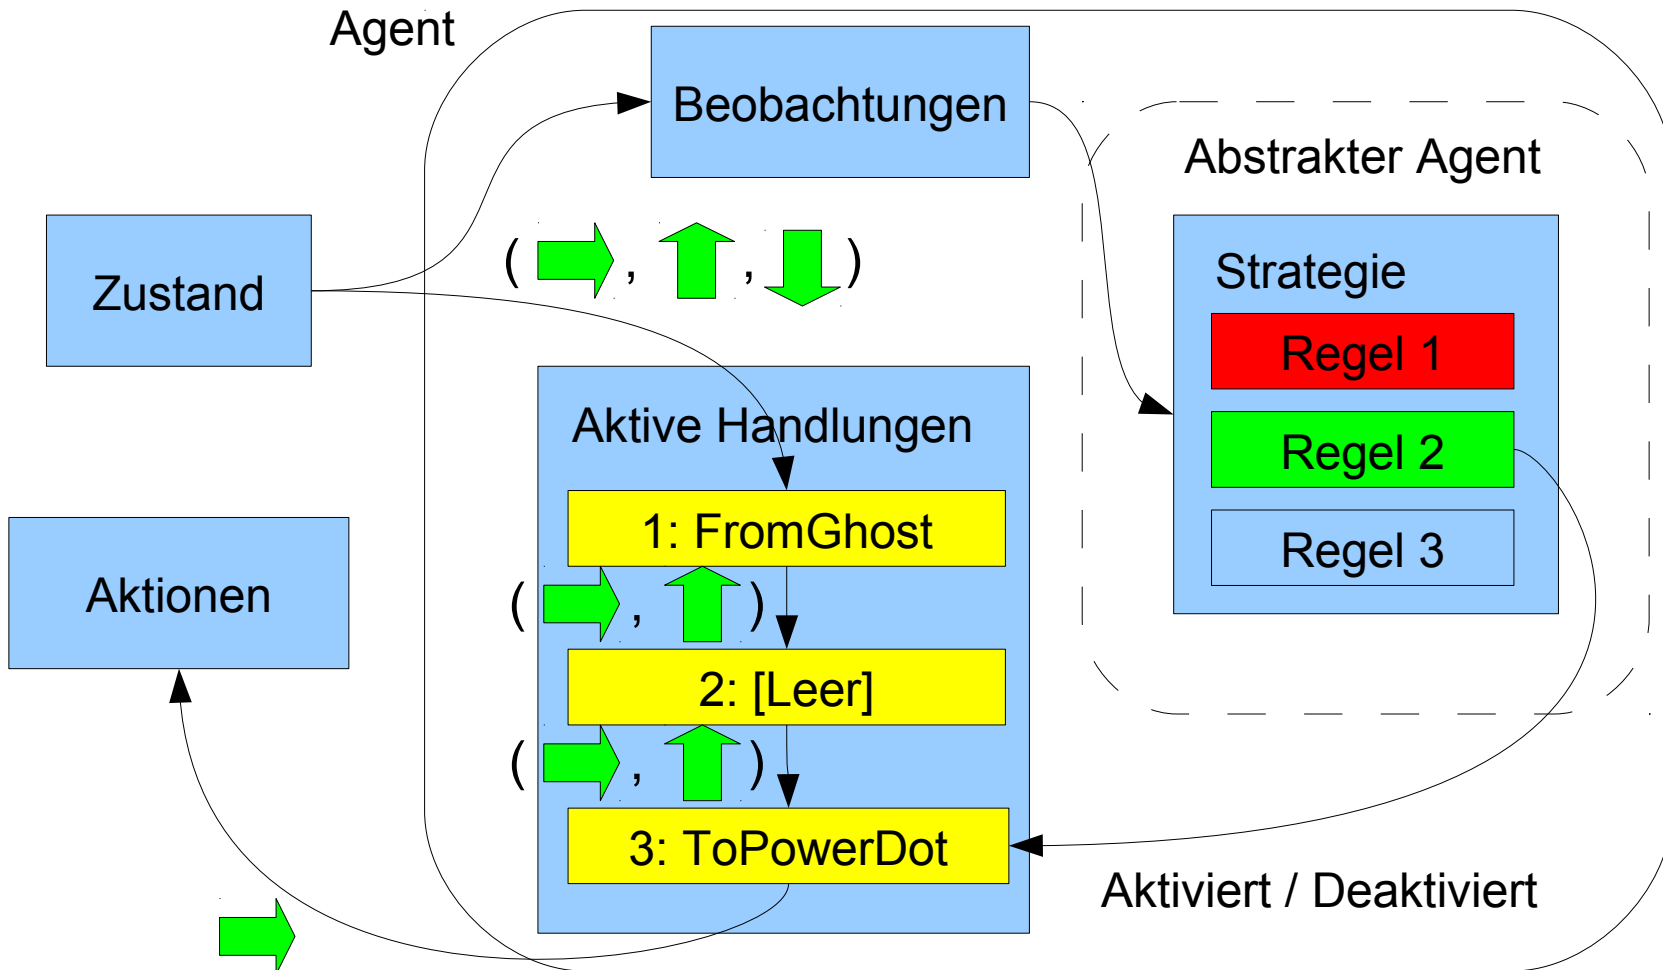 Agent
Beobachtungen
Abstrakter Agent
Zustand
( , , )
Strategie
Regel 1
Regel 2
Regel 3
Aktive Handlungen
1: FromGhost
( , )
2: [Leer]
( , )
3: ToPowerDot
Aktionen
Aktiviert / Deaktiviert